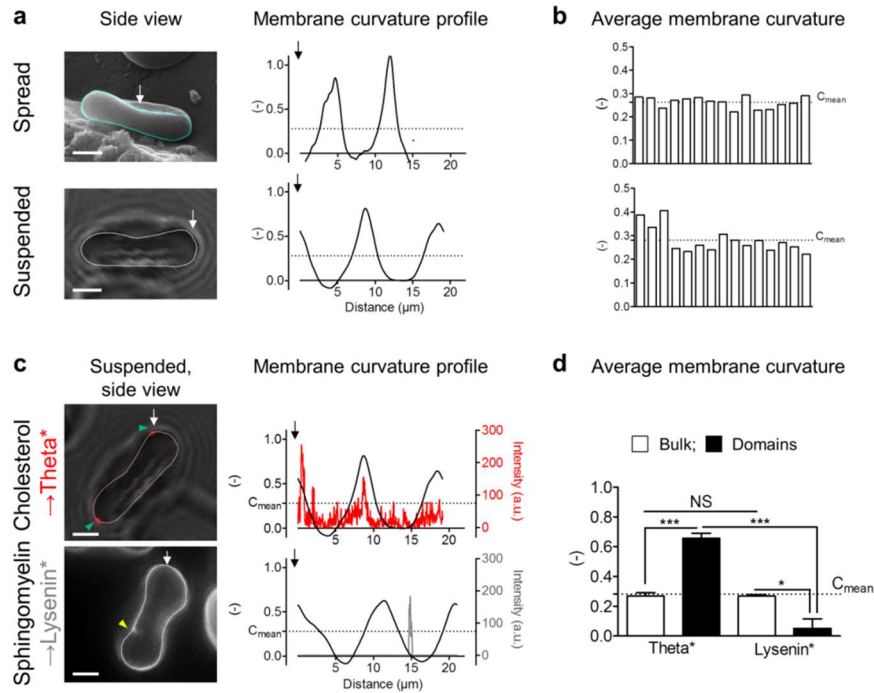 a
Side view
Membrane curvature profile
b
Average membrane curvature
Spread
(-)
1.0
0.5
0.0
5
10
15
20
(-)
0.5
0.4
0.3
0.2
0.1
0.0
Cmean
Suspended
(-)
1.0
0.5
0.0
5
10
15
20
Distance (µm)
(-)
0.5
0.4
0.3
0.2
0.1
0.0
Cmean
c
Suspended,
side view
Membrane curvature profile
d
Average membrane curvature
Cholesterol
→Theta*
(-)
1.0
0.5
Cmean
0.0
5
10
15
20
300
200
100
0
Intensity (a.u.)
Sphingomyelin
→Lysenin*
(-)
1.0
0.5
Cmean
0.0
5
10
15
20
Distance (µm)
300
200
100
0
Intensity (a.u.)
Bulk; Domains
(-)
1.0
0.8
0.6
0.4
0.2
0.0
NS
***
***
*
Cmean
Theta*
Lysenin*